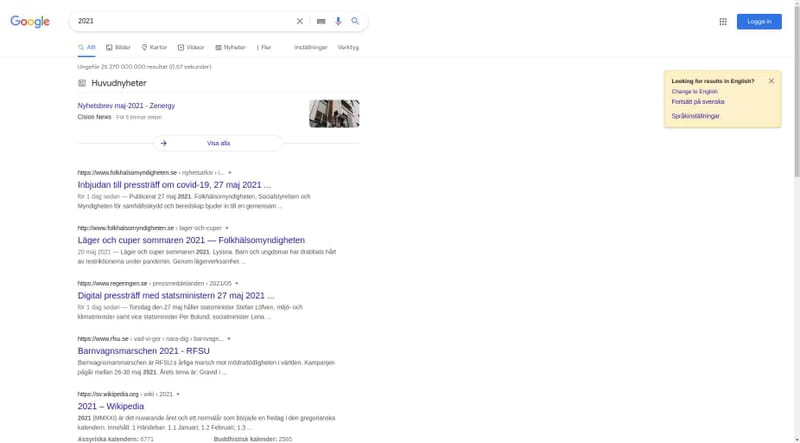 Google
2021
Logga in
Allt
Bilder
Kartor
Videor
Nyheter
Fler
Inställningar
Verktyg
Ungefär 25 270 000 000 resultat (0,67 sekunder)
Huvudnyheter
Nyhetsbrev maj-2021 - Zenergy
Cision News · För 6 timmar sedan
Visa alla
Looking for results in English?
Change to English
Fortsätt på svenska
Språkinställningar
https://www.folkhalsomyndigheten.se › nyhetsarkiv › i...
Inbjudan till pressträff om covid-19, 27 maj 2021 ...
för 1 dag sedan — Publicerat 27 maj 2021. Folkhälsomyndigheten, Socialstyrelsen och
Myndigheten för samhällsskydd och beredskap bjuder in till en gemensam ...
http://www.folkhalsomyndigheten.se › lager-och-cuper
Läger och cuper sommaren 2021 — Folkhälsomyndigheten
20 maj 2021 — Läger och cuper sommaren 2021. Lyssna. Barn och ungdomar har drabbats hårt
av restriktionerna under pandemin. Genom lägerverksamhet ...
https://www.regeringen.se › pressmeddelanden › 2021/05
Digital pressträff med statsministern 27 maj 2021 ...
för 1 dag sedan — Torsdag den 27 maj håller statsminister Stefan Löfven, miljö- och
klimatminister samt vice statsminister Per Bolund, socialminister Lena ...
https://www.rfsu.se › vad-vi-gor › nara-dig › barnvagn...
Barnvagnsmarschen 2021 - RFSU
Barnvagnsmarsmarschen är RFSU:s årliga marsch mot mödradödligheten i världen. Kampanjen
pågår mellan 26-30 maj 2021. Årets tema är: Gravid i ...
https://sv.wikipedia.org › wiki › 2021
2021 – Wikipedia
2021 (MMXXI) är det nuvarande året och ett normalår som började en fredag i den gregorianska
kalendern. Innehåll. 1 Händelser. 1.1 Januari; 1.2 Februari; 1.3 ...
Assyriska kalendern: 6771
Buddhistisk kalender: 2565